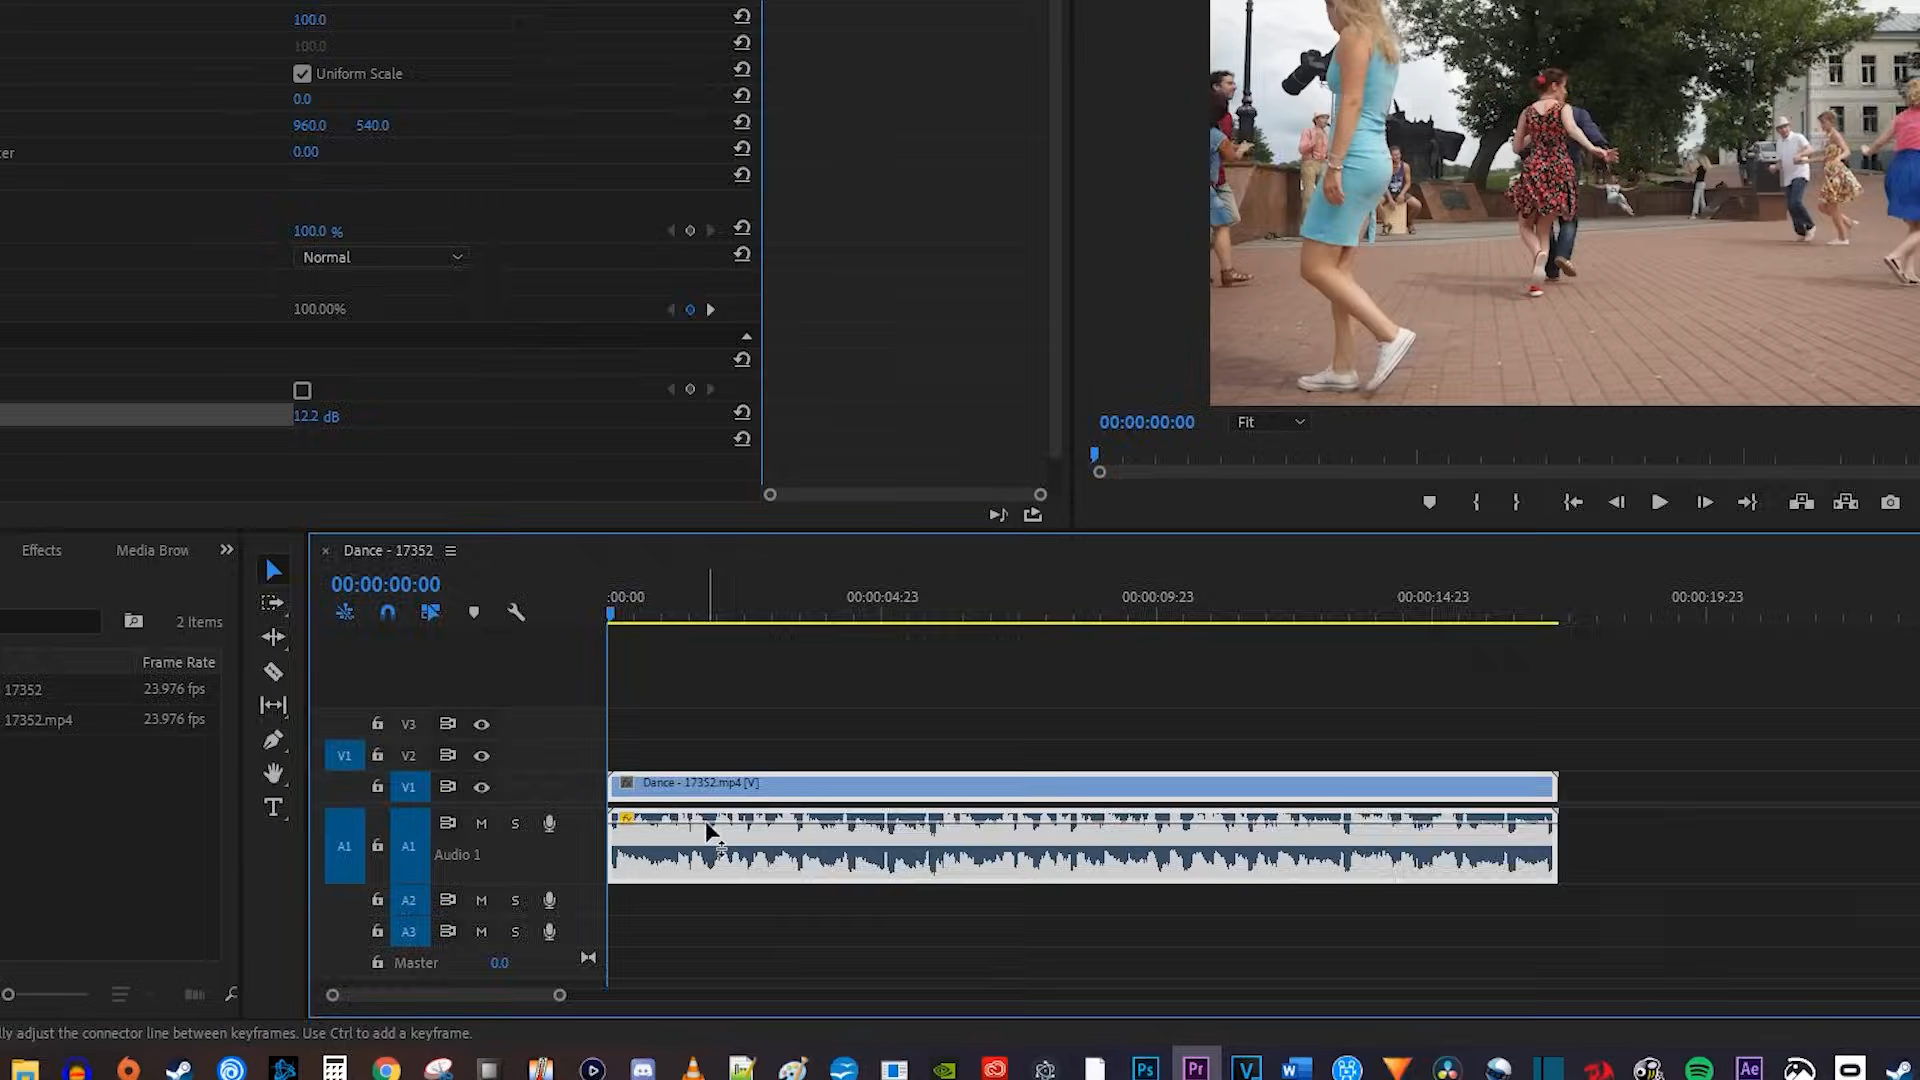 100.0
100.0
Uniform Scale
0.0
960.0 540.0
ter
0.00
100.0 %
Normal
100.00%
12.2 dB
00:00:00:00
Fit
Effects
Media Brow
Dance - 17352
00:00:00:00
:00:00
00:00:04:23
00:00:09:23
00:00:14:23
00:00:19:23
2 Items
Frame Rate
17352
23.976 fps
17352.mp4
23.976 fps
V3
V1
V2
V1
Dance - 17352.mp4 [V]
fx
M
S
A1
A1
Audio 1
A2
M
S
A3
M
S
Master
0.0
lly adjust the connector line between keyframes. Use Ctrl to add a keyframe.
Ps
Pr
V
W
Ae